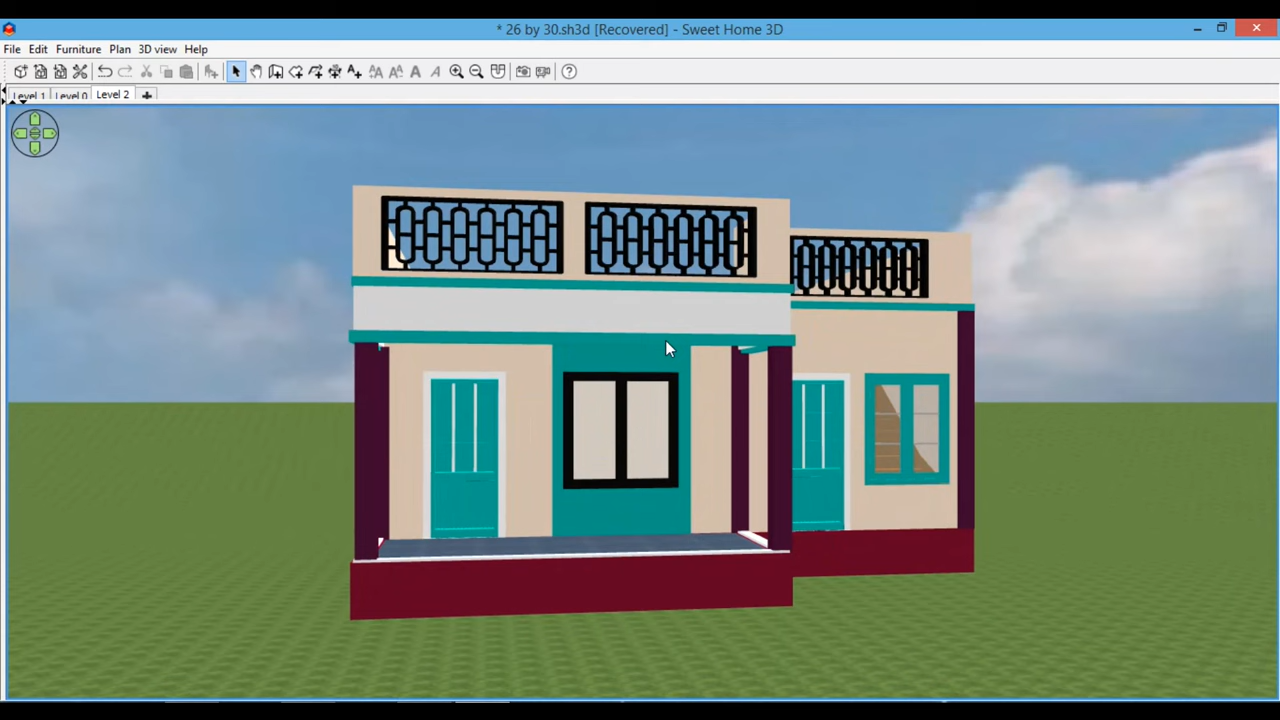 * 26 by 30.sh3d [Recovered] - Sweet Home 3D
File Edit Furniture Plan 3D view Help
Level 1 Level 0 Level 2